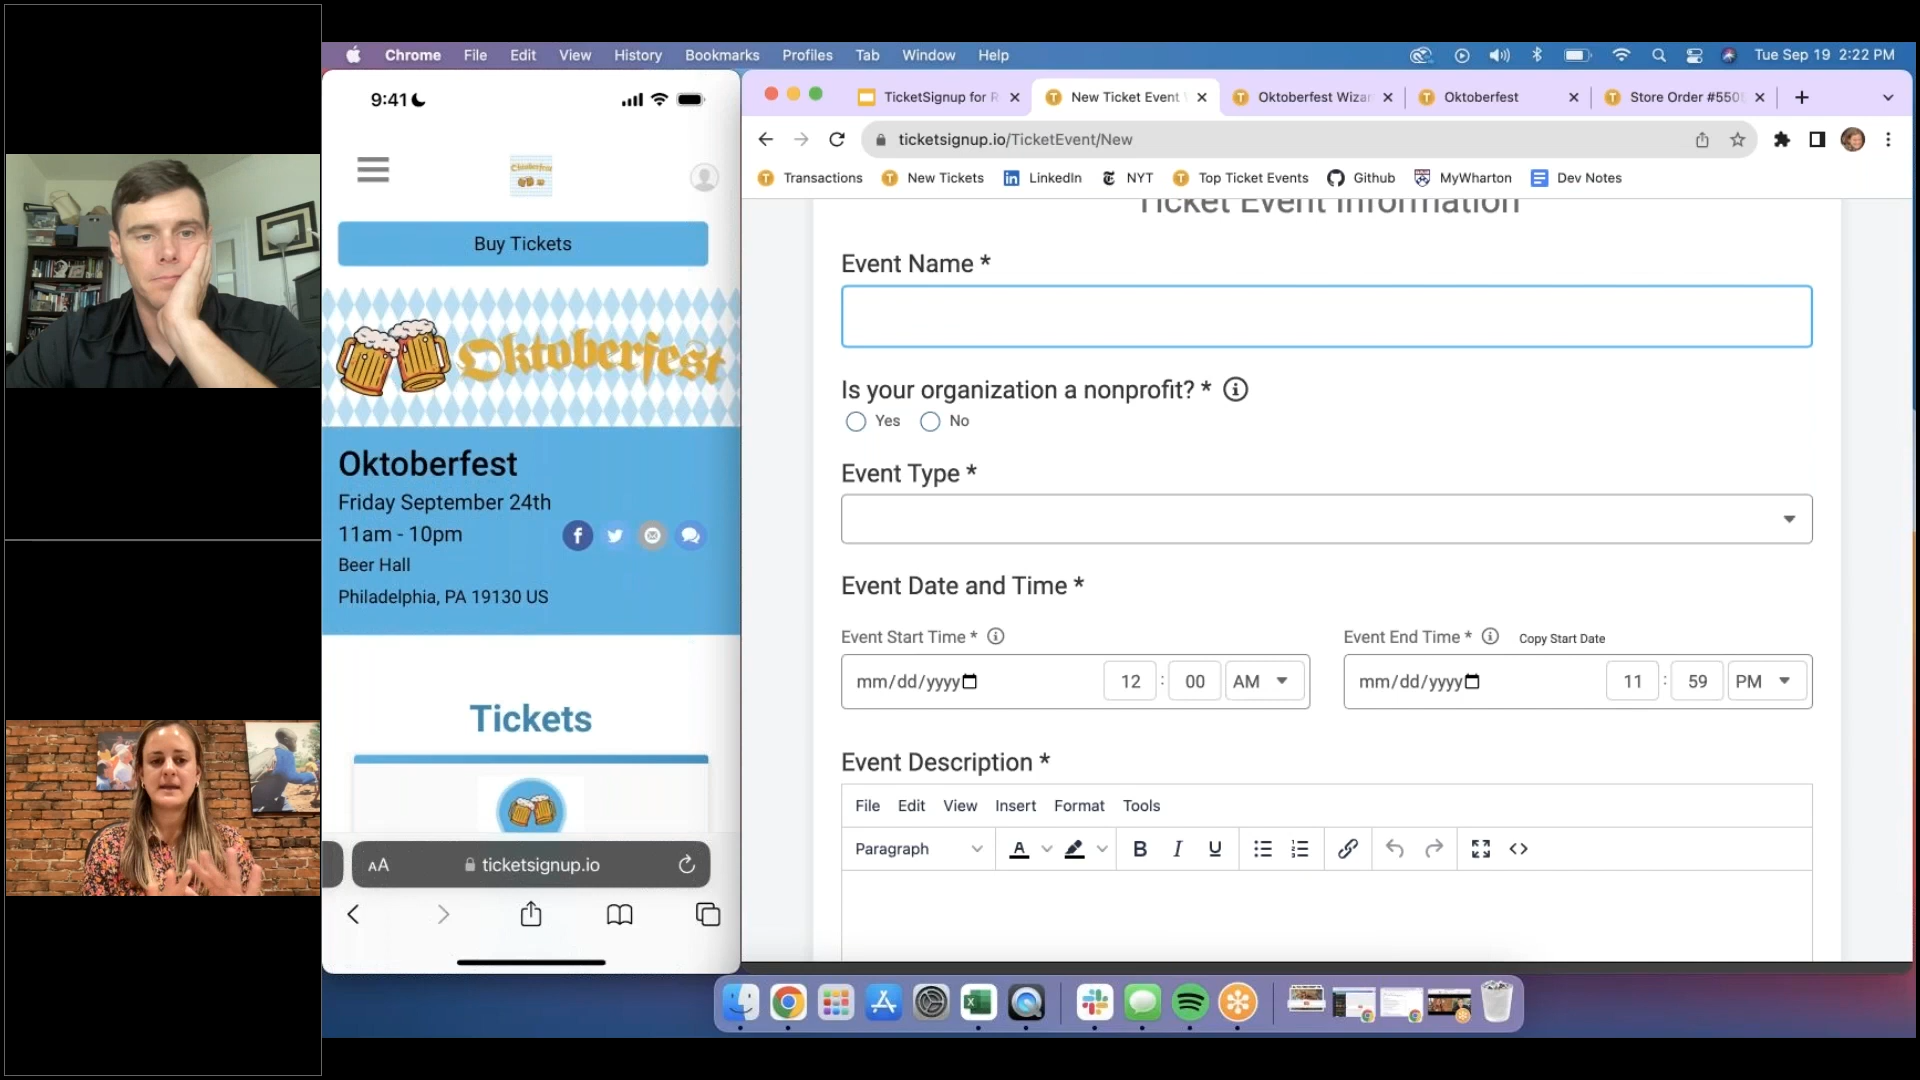 Chrome File Edit View History Bookmarks Profiles Tab Window Help
Tue Sep 19 2:22 PM
9:41
Oktoberfest
Buy Tickets
Oktoberfest
Oktoberfest
Friday September 24th
11am - 10pm
Beer Hall
Philadelphia, PA 19130 US
Tickets
AA ticketsignup.io
TicketSignup for R
New Ticket Event
Oktoberfest Wizar
Oktoberfest
Store Order #550
ticketsignup.io/TicketEvent/New
Transactions New Tickets LinkedIn NYT Top Ticket Events Github MyWharton Dev Notes
Ticket Event Information
Event Name *
Is your organization a nonprofit? *
Yes No
Event Type *
Event Date and Time *
Event Start Time *
Event End Time * Copy Start Date
mm/dd/yyyy 12 : 00 AM
mm/dd/yyyy 11 : 59 PM
Event Description *
File Edit View Insert Format Tools
Paragraph A B I U